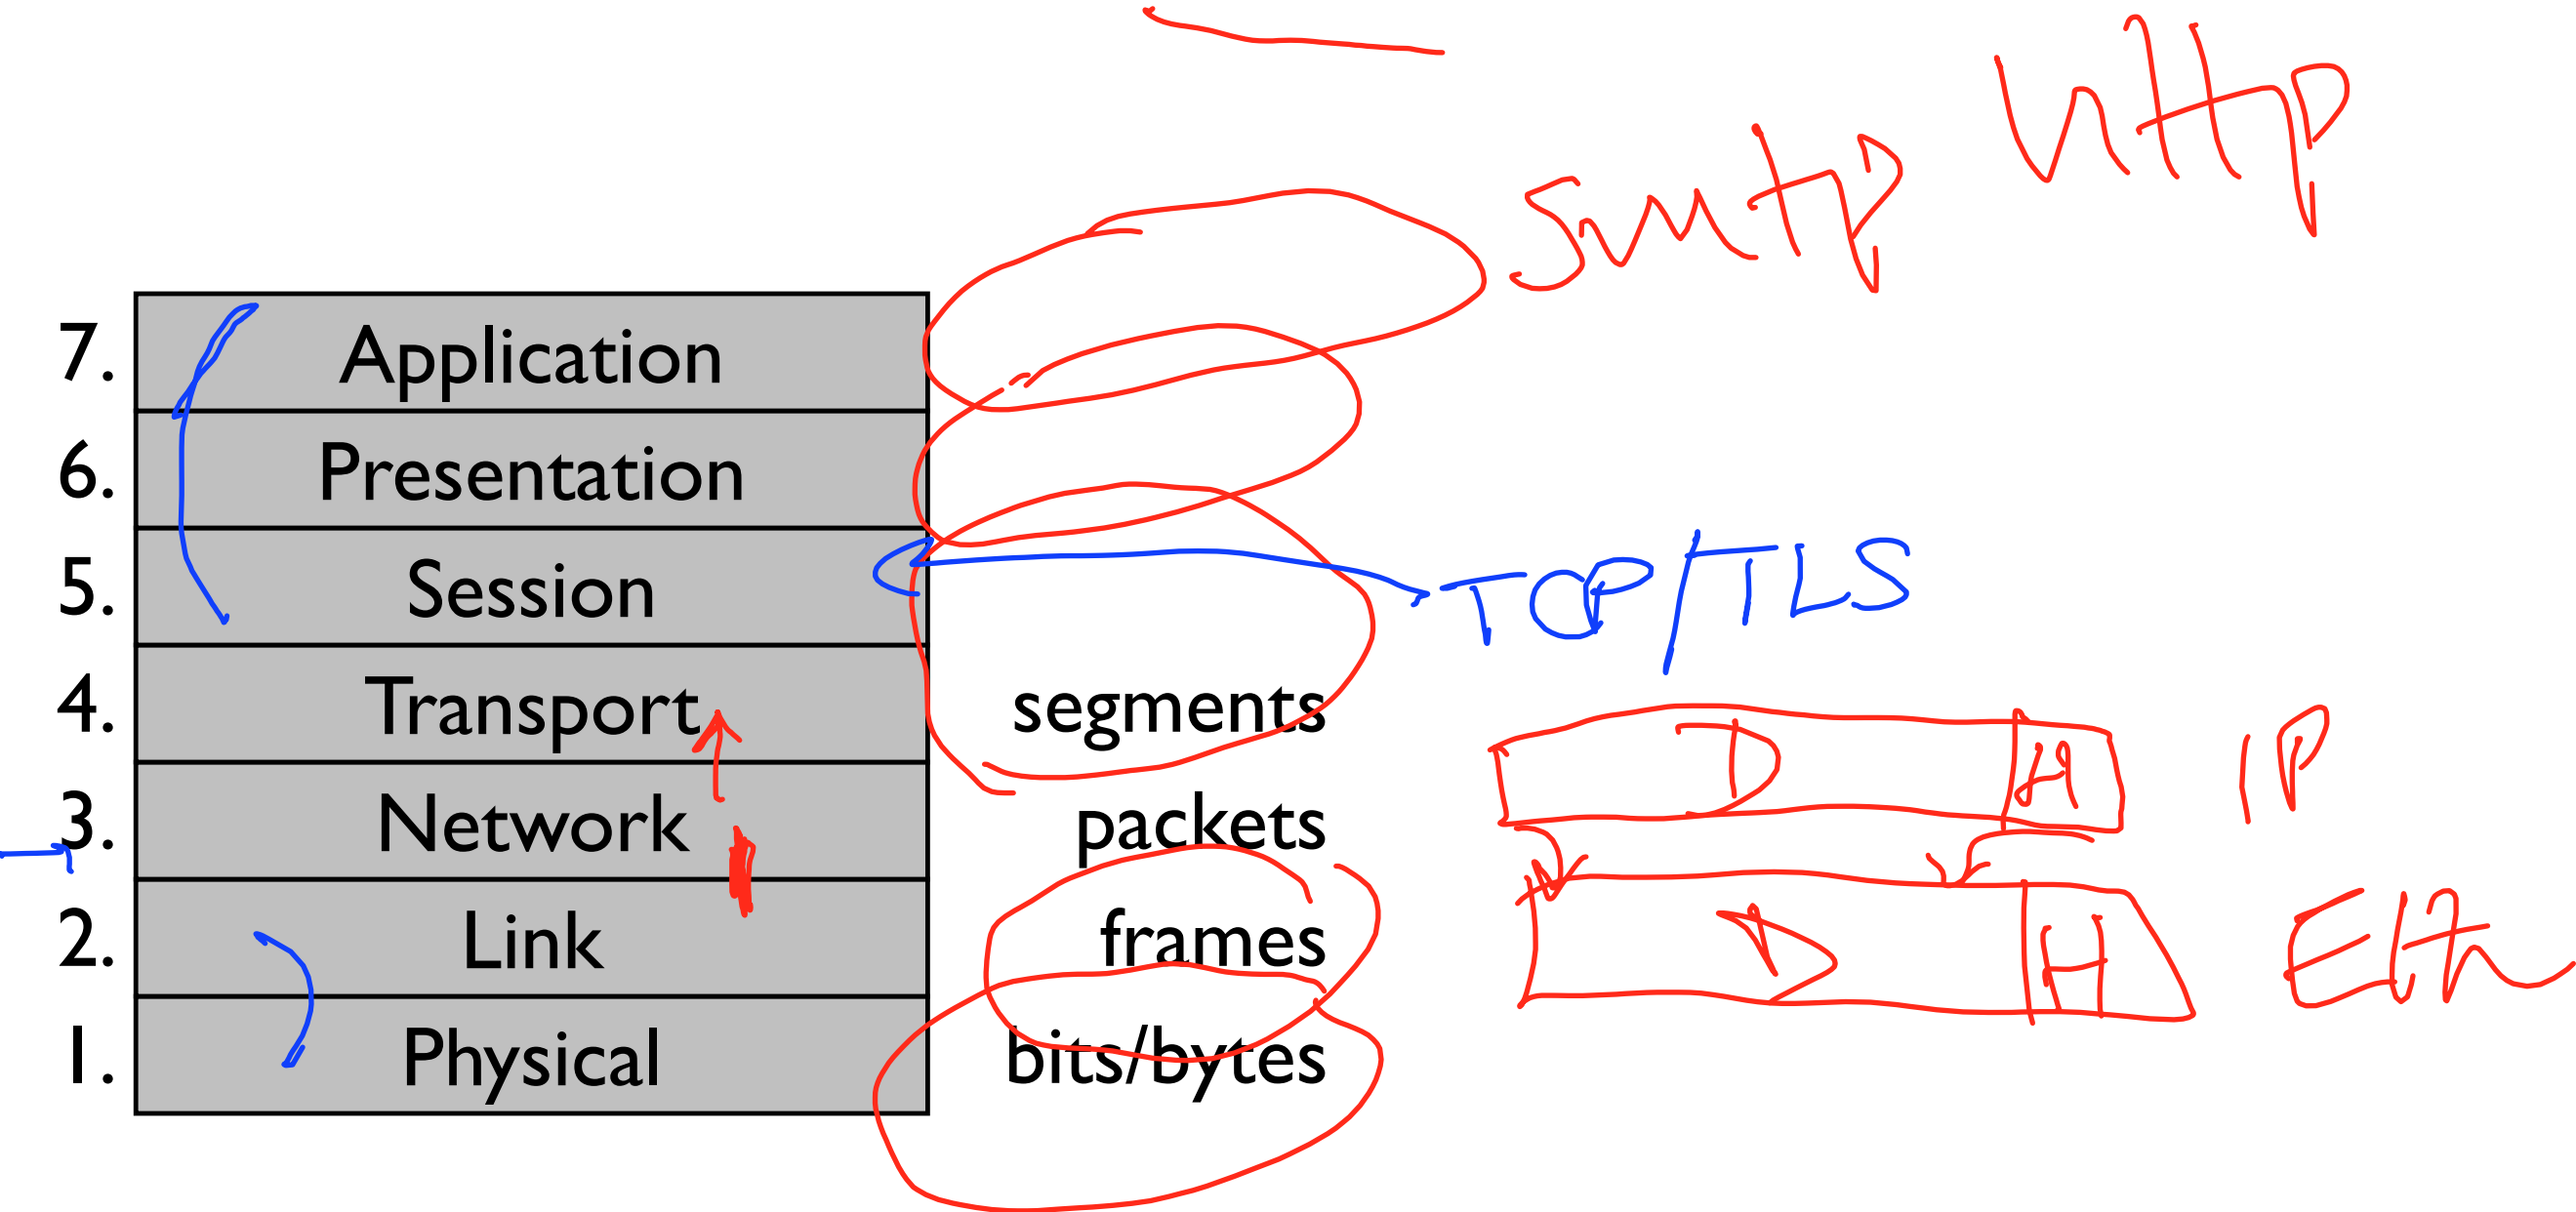 http
smtp
7. Application
6. Presentation
5. Session
TCP/TLS
4. Transport segments
D H IP
3. Network packets
2. Link frames
D H Eth
1. Physical bits/bytes